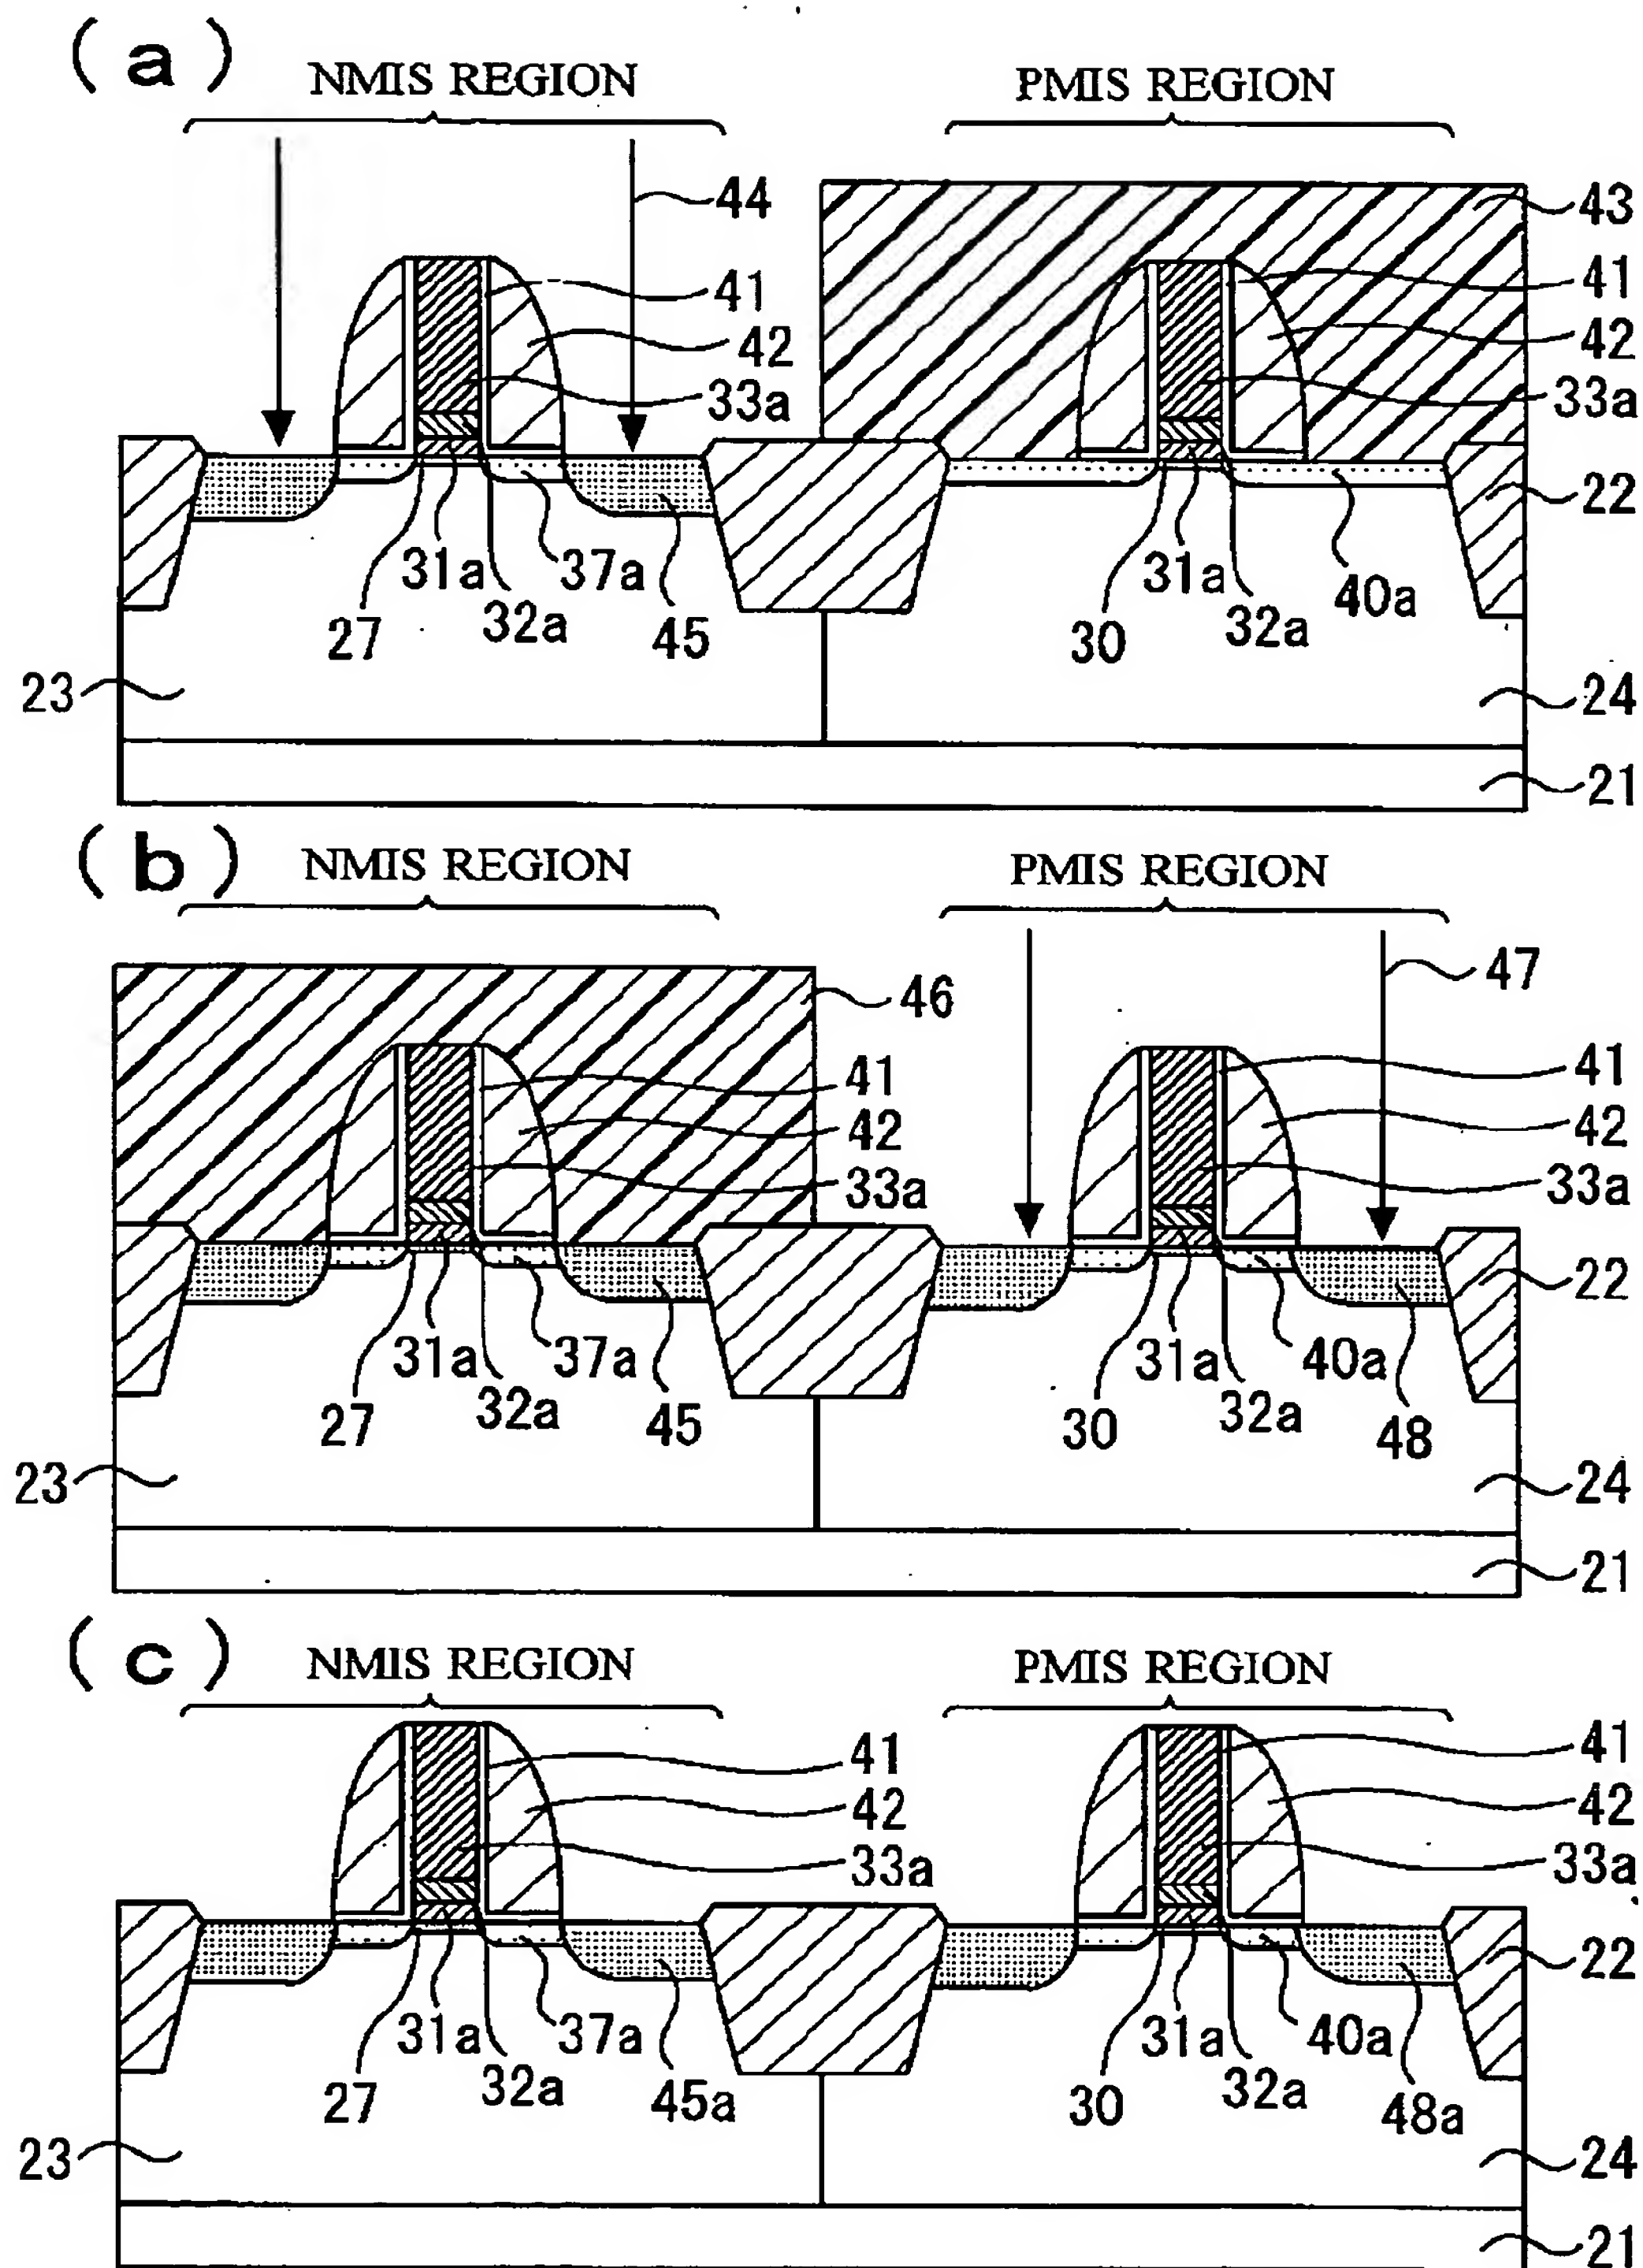 (a)
NMIS REGION
PMIS REGION
44
43
41
41
42
42
33a
33a
22
31a
37a
31a
40a
27
32a
45
30
32a
23
24
21
(b)
NMIS REGION
PMIS REGION
46
47
41
41
42
42
33a
33a
22
31a
37a
31a
40a
27
32a
45
30
32a
48
23
24
21
(c)
NMIS REGION
PMIS REGION
41
41
42
42
33a
33a
22
31a
37a
31a
40a
27
32a
45a
30
32a
48a
23
24
21